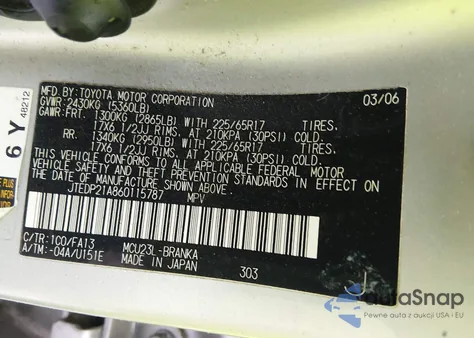 MFD. BY: TOYOTA MOTOR CORPORATION 03/06
GVWR: 2430KG (5360LB)
GAWR: FRT. 1300KG (2865LB) WITH 225/65R17 TIRES,
17X6 1/2JJ RIMS, AT 210KPA (30PSI) COLD.
RR. 1340KG (2950LB) WITH 225/65R17 TIRES,
17X6 1/2JJ RIMS, AT 210KPA (30PSI) COLD.
THIS VEHICLE CONFORMS TO ALL APPLICABLE FEDERAL MOTOR
VEHICLE SAFETY AND THEFT PREVENTION STANDARDS IN EFFECT ON
THE DATE OF MANUFACTURE SHOWN ABOVE.
JTEDP21A860115787 MPV
C/TR: 1C0/FA13 MCU23L-BRANKA
A/TM: -04A/U151E MADE IN JAPAN 303
6 Y 48212
autoSnap
Pewne auta z aukcji USA i EU